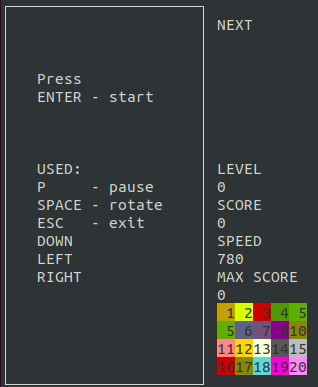 NEXT
Press
ENTER - start
USED:
P - pause
SPACE - rotate
ESC - exit
DOWN
LEFT
RIGHT
LEVEL
0
SCORE
0
SPEED
780
MAX SCORE
0
1 2 3 4 5
5 6 7 8 10
11 12 13 14 15
16 17 18 19 20